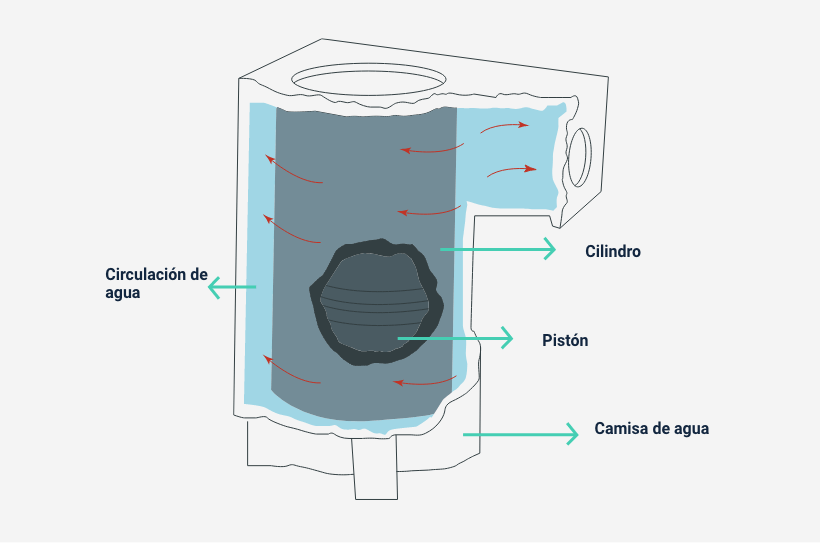 Cilindro
Circulación de
agua
Pistón
Camisa de agua